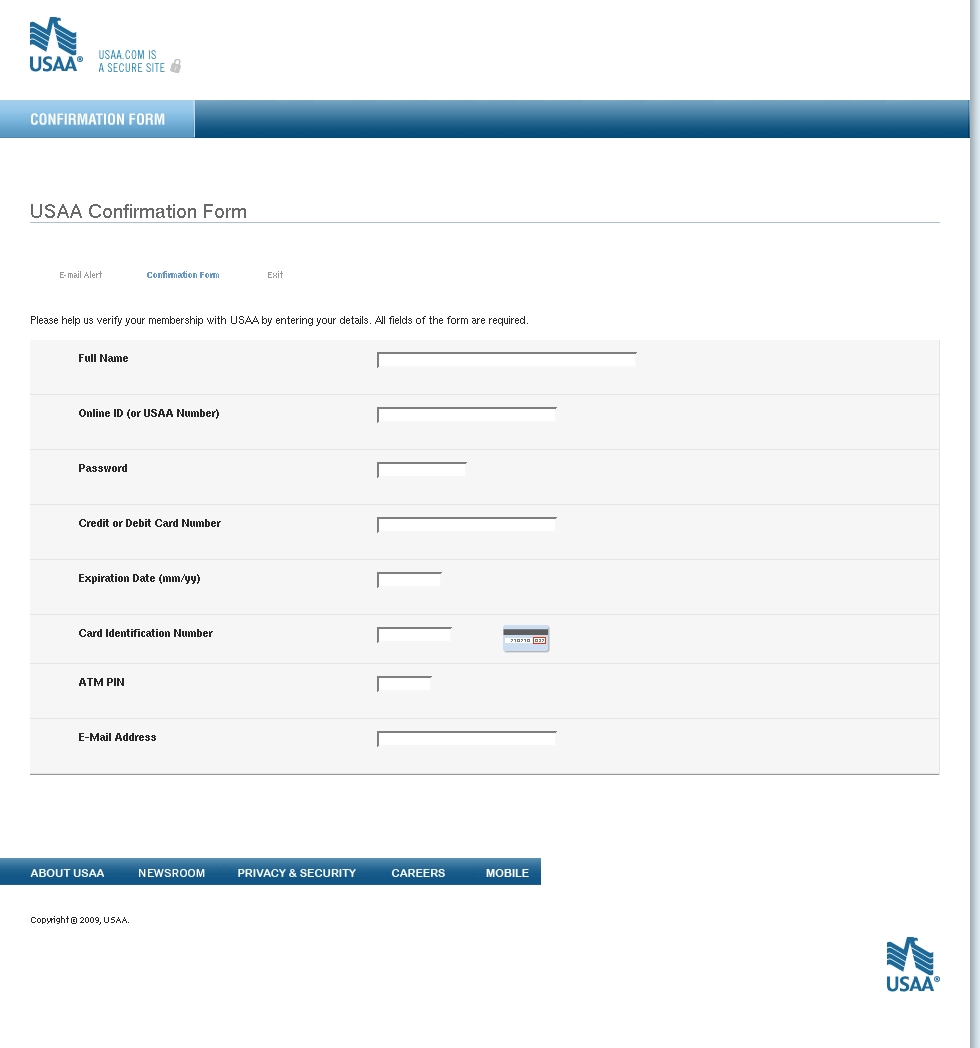 USAA®
USAA.COM IS
A SECURE SITE
CONFIRMATION FORM
USAA Confirmation Form
E-mail Alert Confirmation Form Exit
Please help us verify your membership with USAA by entering your details. All fields of the form are required.
Full Name
Online ID (or USAA Number)
Password
Credit or Debit Card Number
Expiration Date (mm/yy)
Card Identification Number
ATM PIN
E-Mail Address
ABOUT USAA NEWSROOM PRIVACY & SECURITY CAREERS MOBILE
Copyright © 2009, USAA.
USAA®